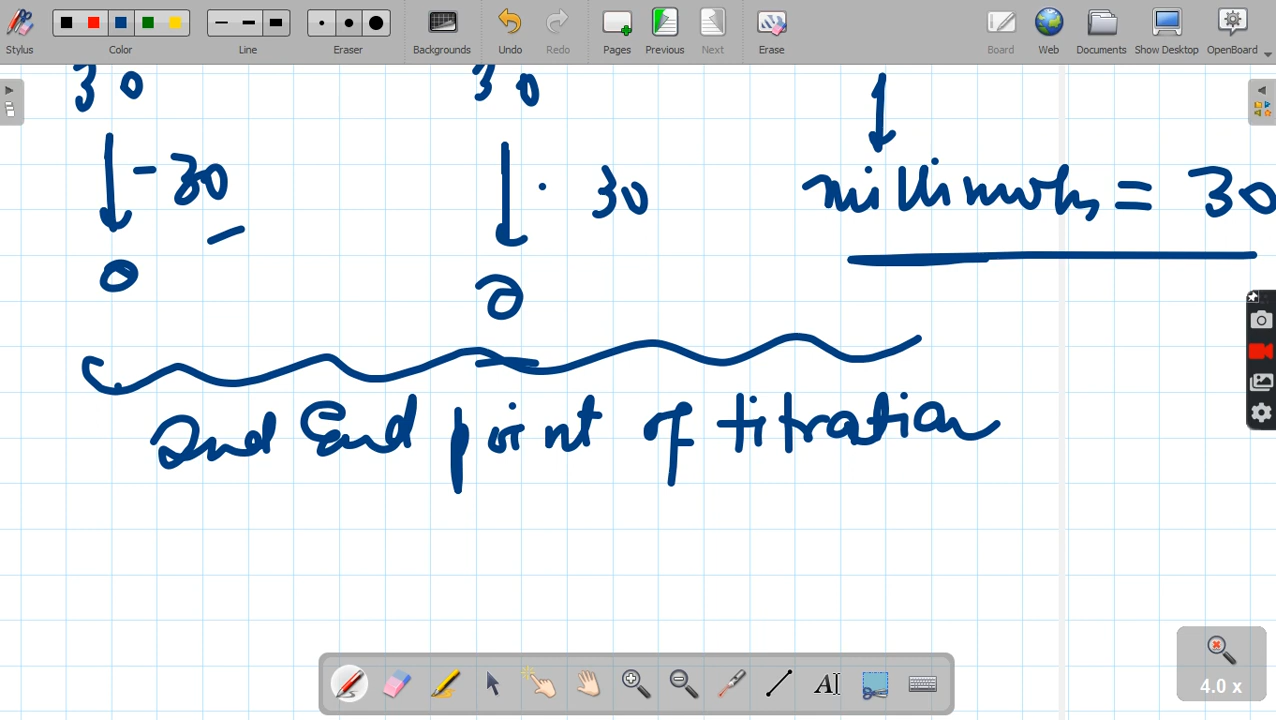 Stylus Color Line Eraser Backgrounds Undo Redo Pages Previous Next Erase Board Web Documents Show Desktop OpenBoard
30 30
-30 30 millimoles = 30
0 0
2nd End point of titration
4.0 x